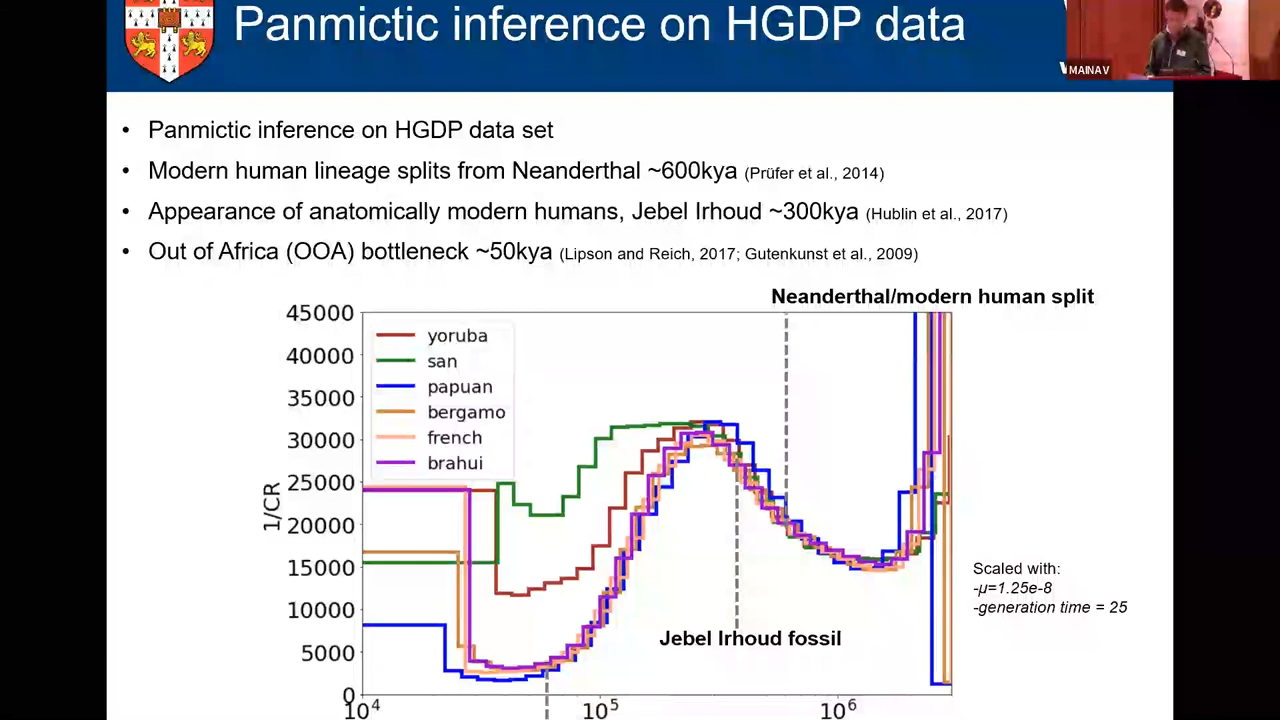 Panmictic inference on HGDP data
MAINAV
• Panmictic inference on HGDP data set
• Modern human lineage splits from Neanderthal ~600kya (Prüfer et al., 2014)
• Appearance of anatomically modern humans, Jebel Irhoud ~300kya (Hublin et al., 2017)
• Out of Africa (OOA) bottleneck ~50kya (Lipson and Reich, 2017; Gutenkunst et al., 2009)
Neanderthal/modern human split
45000
40000
35000
30000
25000
20000
15000
10000
5000
0
1/CR
yoruba
san
papuan
bergamo
french
brahui
Scaled with:
-μ=1.25e-8
-generation time = 25
Jebel Irhoud fossil
10⁴ 10⁵ 10⁶